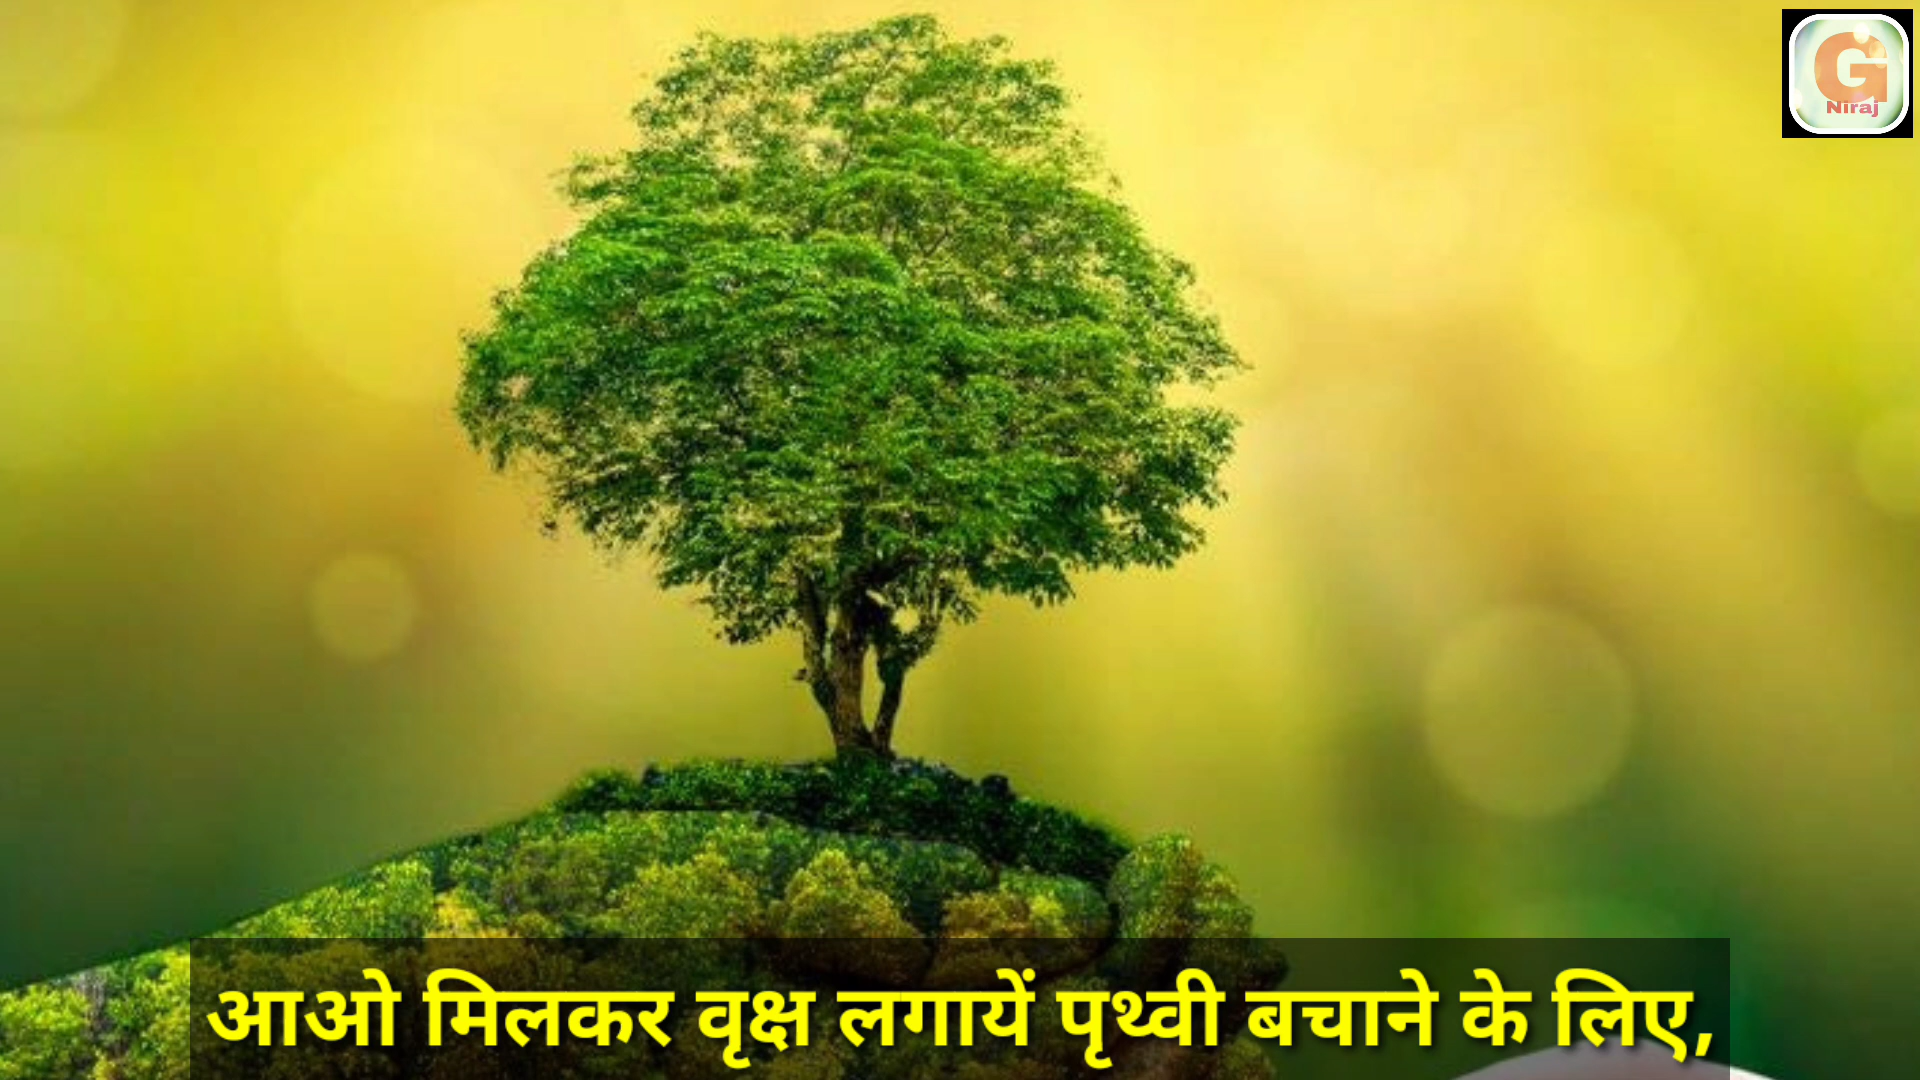 G
Niraj
आओ मिलकर वृक्ष लगायें पृथ्वी बचाने के लिए,